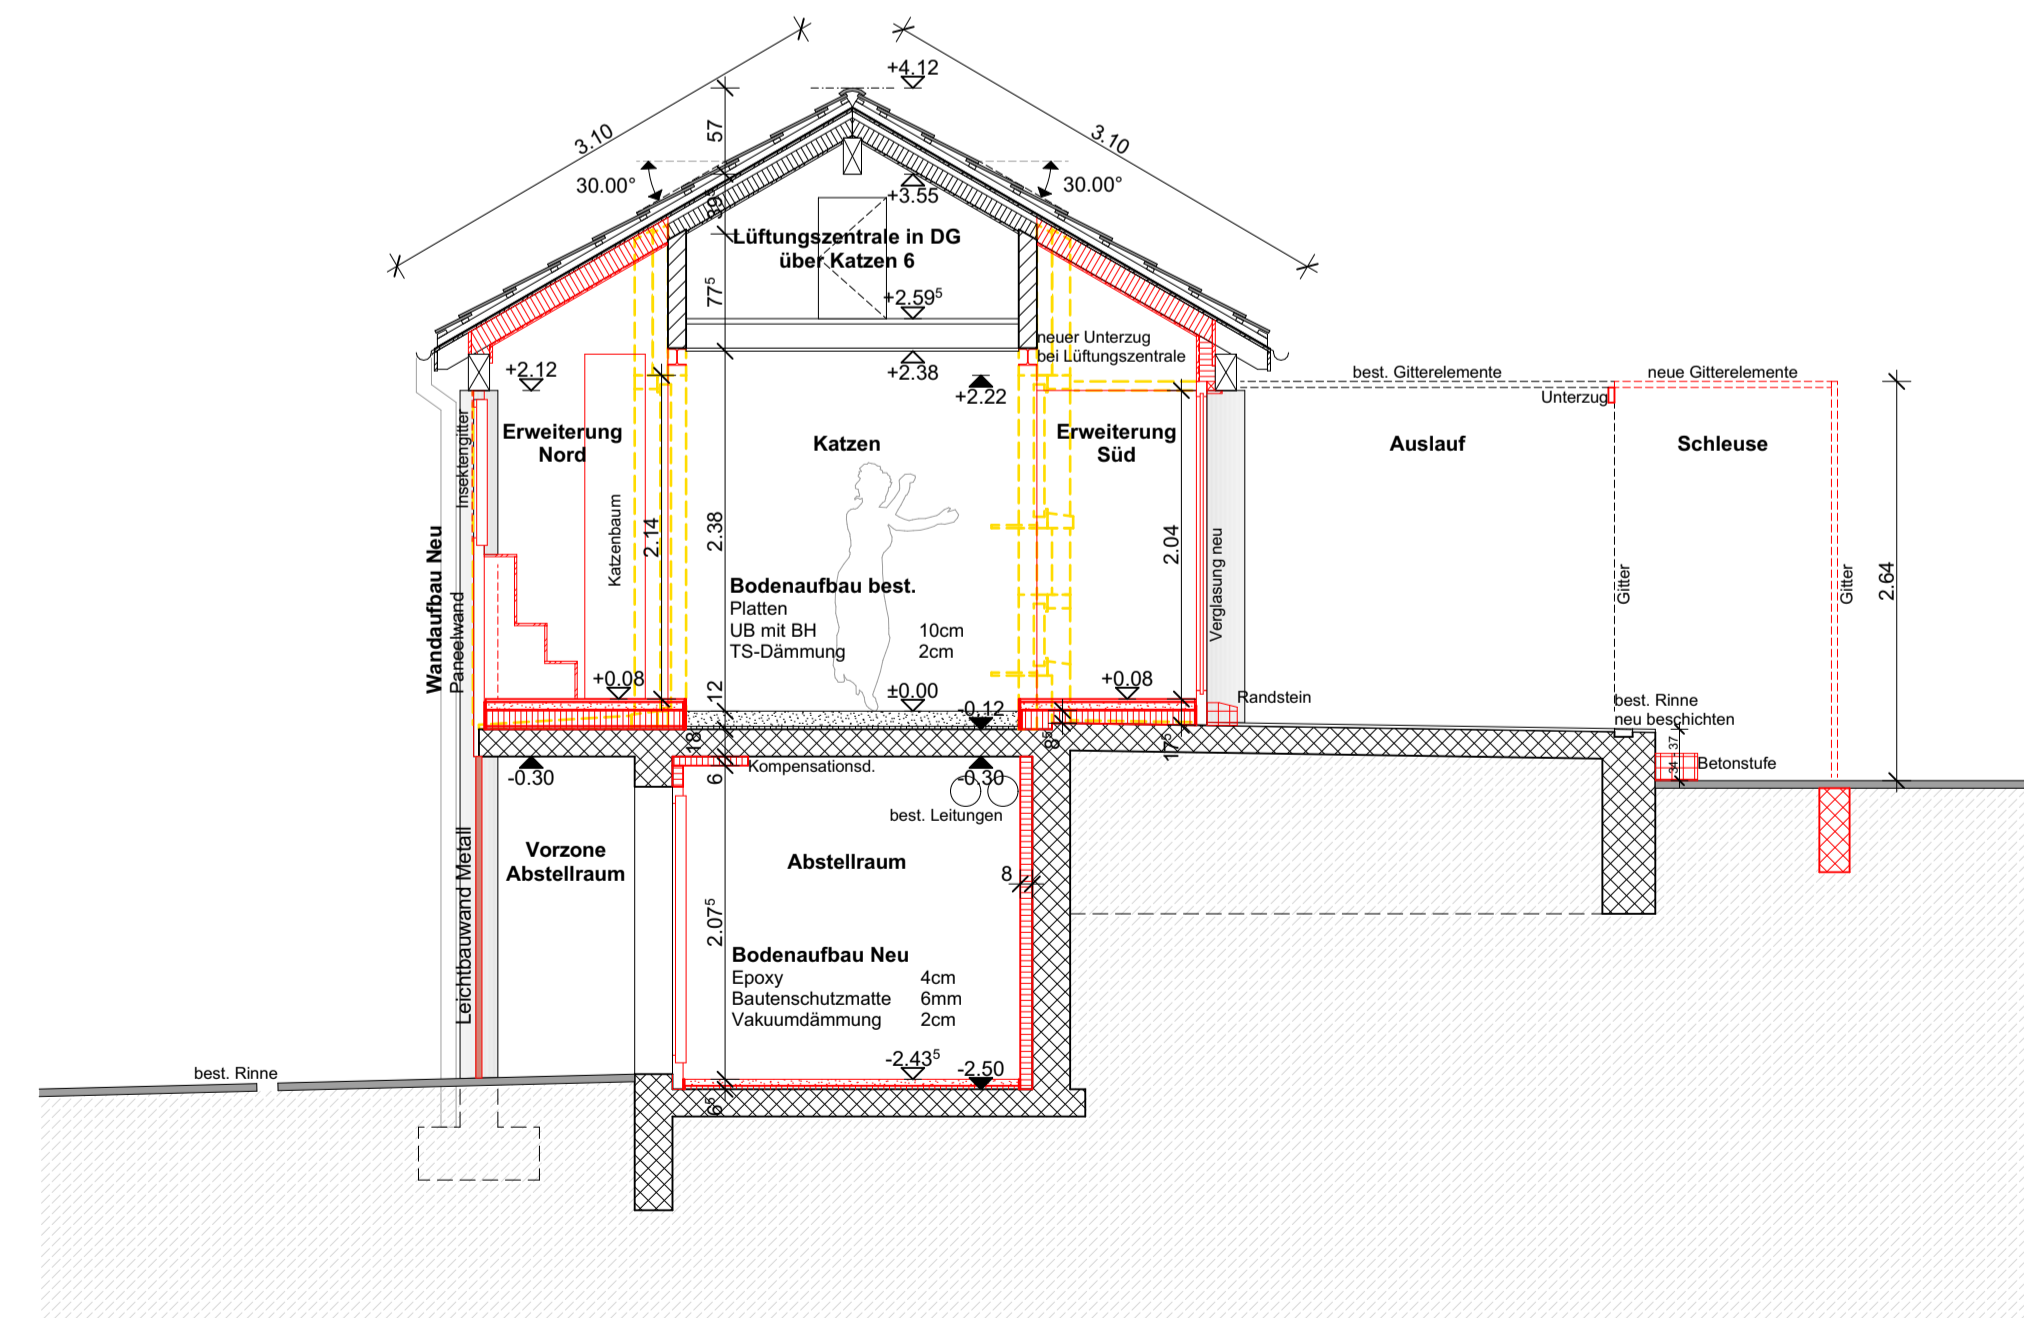 +4.12
57
3.10
3.10
30.00°
30.00°
+3.55
Lüftungszentrale in DG
über Katzen 6
77⁵
+2.59⁵
neuer Unterzug
bei Lüftungszentrale
+2.12
+2.38
+2.22
best. Gitterelemente
neue Gitterelemente
Unterzug
Insektengitter
Erweiterung
Nord
Katzen
Erweiterung
Süd
Auslauf
Schleuse
Katzenbaum
2.14
2.38
2.04
Verglasung neu
Gitter
Gitter
2.64
Wandaufbau Neu
Paneelwand
Bodenaufbau best.
Platten
UB mit BH 10cm
TS-Dämmung 2cm
+0.08
12
±0.00
-0.12
+0.08
Randstein
best. Rinne
neu beschichten
18
8⁵
17⁵
37
34
Betonstufe
-0.30
6
Kompensationsd.
-0.30
best. Leitungen
Leichtbauwand Metall
Vorzone
Abstellraum
Abstellraum
8
2.07⁵
Bodenaufbau Neu
Epoxy 4cm
Bautenschutzmatte 6mm
Vakuumdämmung 2cm
-2.43⁵
-2.50
best. Rinne
6⁵